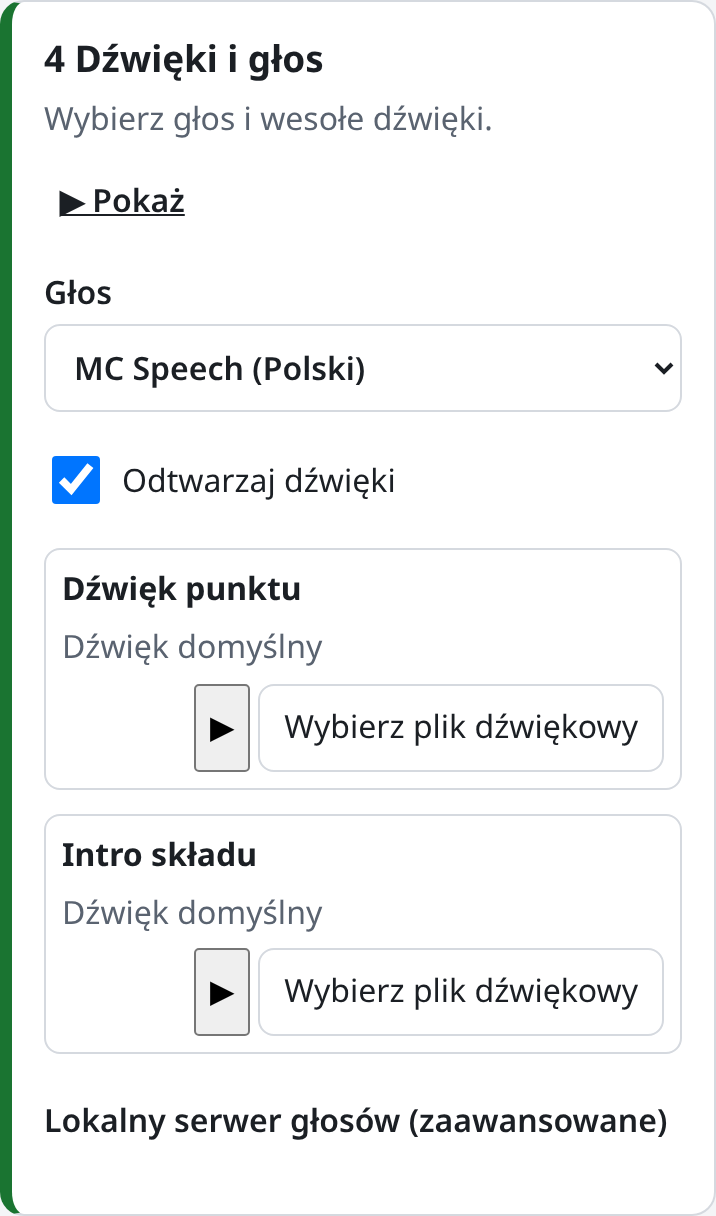 4 Dźwięki i głos
Wybierz głos i wesołe dźwięki.
▶ Pokaż
Głos
MC Speech (Polski)
Odtwarzaj dźwięki
Dźwięk punktu
Dźwięk domyślny
▶ Wybierz plik dźwiękowy
Intro składu
Dźwięk domyślny
▶ Wybierz plik dźwiękowy
Lokalny serwer głosów (zaawansowane)